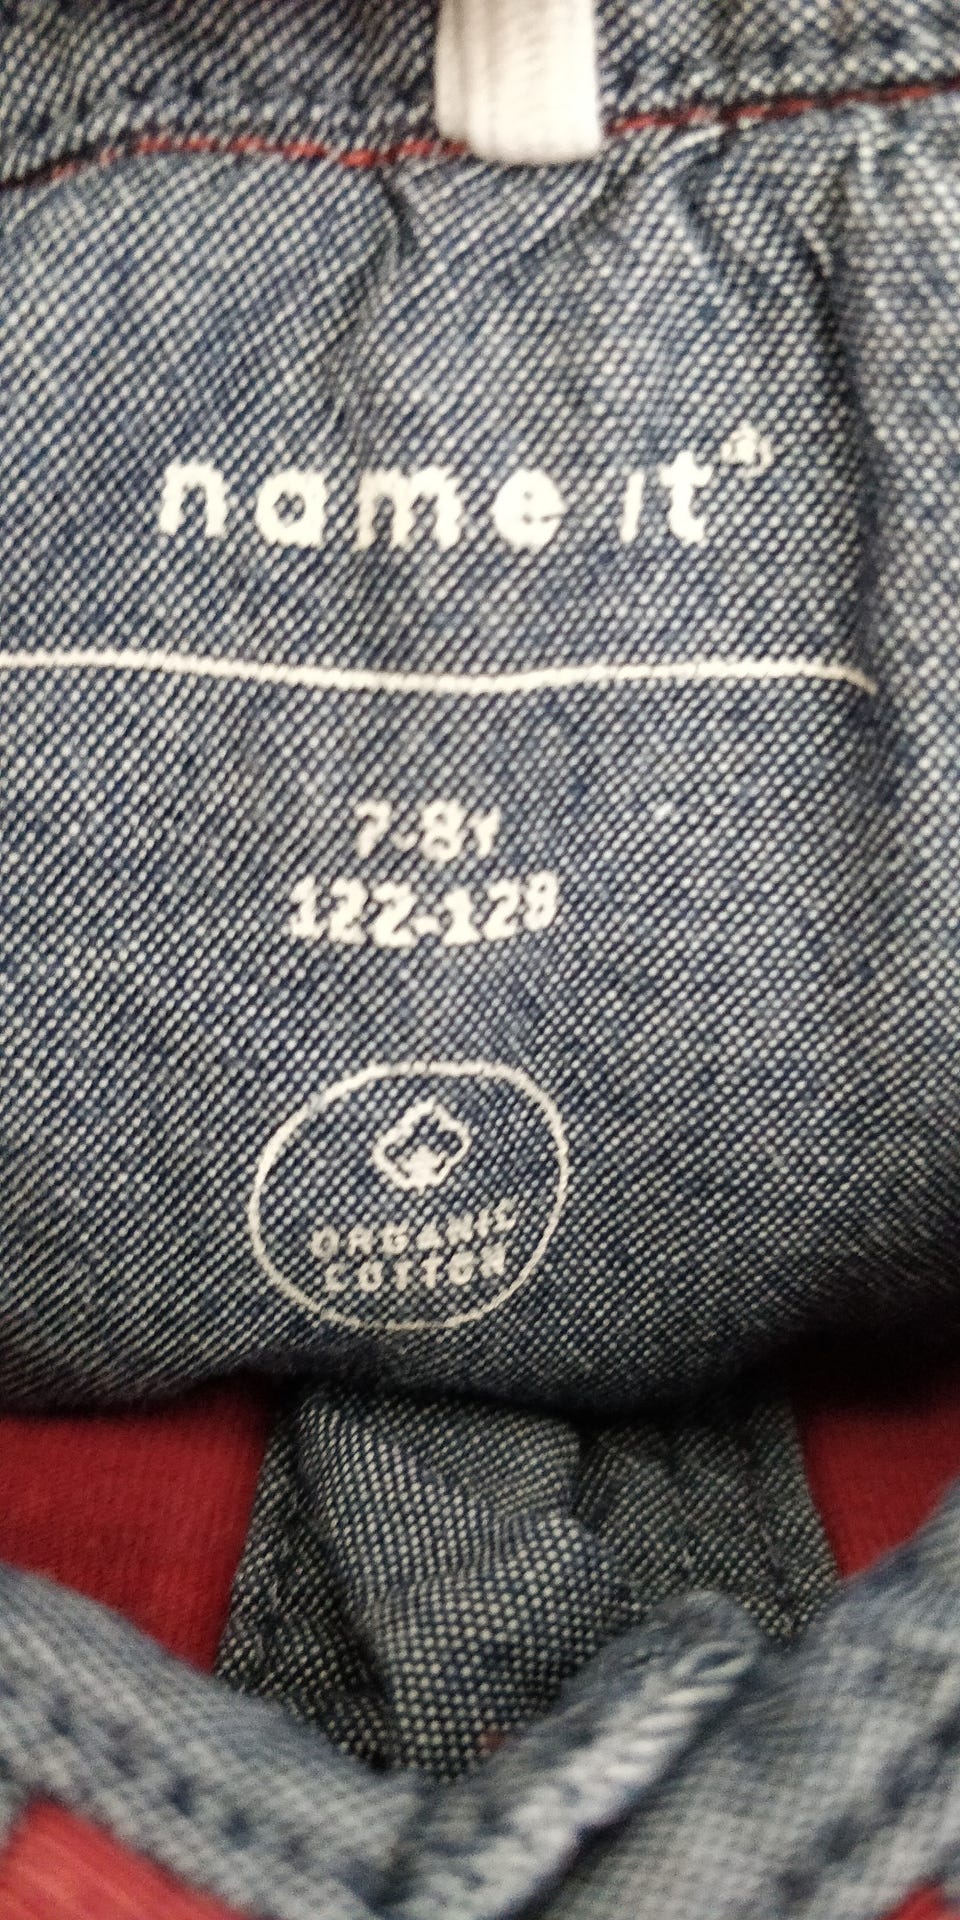 name it®
7-8Y
122-128
ORGANIC
COTTON